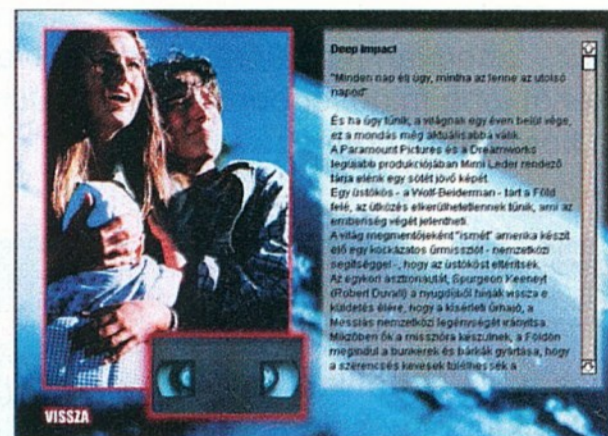 Deep Impact
"Minden nap élj úgy, mintha az lenne az utolsó
napod"
És ha úgy tűnik, a világnak egy éven belül vége,
ez a mondás még aktuálisabbá válik.
A Paramount Pictures és a Dreamworks
legújabb produkciójában Mimi Leder rendező
tárja elénk egy sötét jövő képét.
Egy üstökös - a Wolf-Beiderman - tart a Föld
felé, az ütközés elkerülhetetlennek tűnik, ami az
emberiség végét jelentheti.
A világ megmentőjeként "ismét" amerika készít
elő egy kockázatos űrmissziót - nemzetközi
segítséggel -, hogy az üstököst eltérítsék.
Az egykori asztronautát, Spurgeon Keeneyt
(Robert Duvall) a nyugdíjból hívják vissza e
küldetés élére, hogy a kísérleti űrhajó, a
Messiás nemzetközi legénységét irányítsa.
Miközben ők a misszióra készülnek, a Földön
megindul a bunkerek és bárkák gyártása, hogy
a szerencsés kevesek túlélhessék a
VISSZA